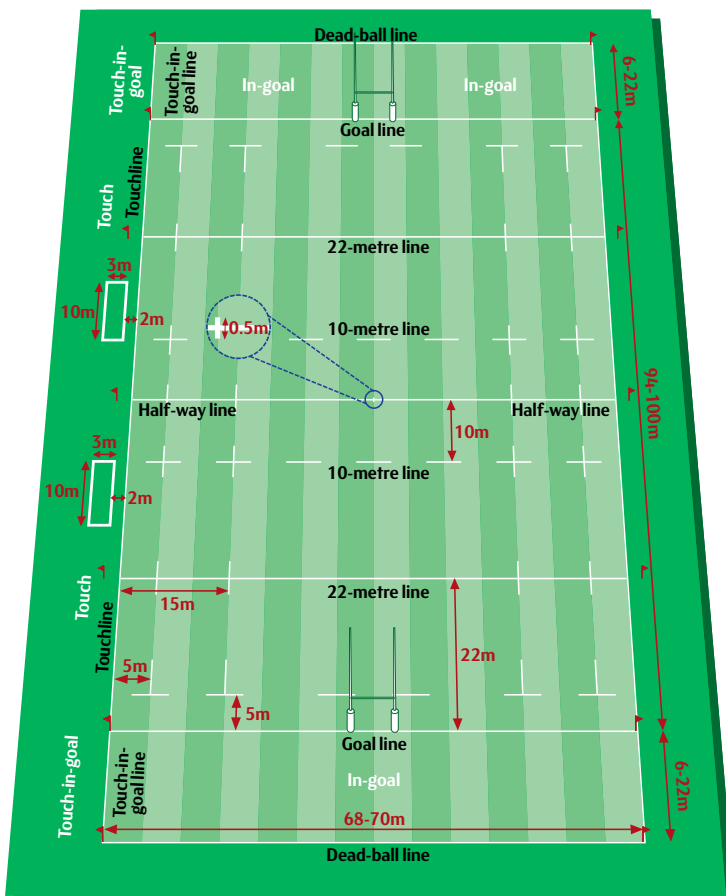 Dead-ball line
Touch-in-
goal
Touch-in-
goal line
In-goal
In-goal
6-22m
Goal line
Touchline
Touch
22-metre line
3m
10m
2m
0.5m
10-metre line
94-100m
Half-way line
Half-way line
10m
3m
10m
2m
10-metre line
Touch
Touchline
15m
22-metre line
22m
5m
5m
Goal line
Touch-in-goal
Touch-in-
goal line
In-goal
6-22m
68-70m
Dead-ball line